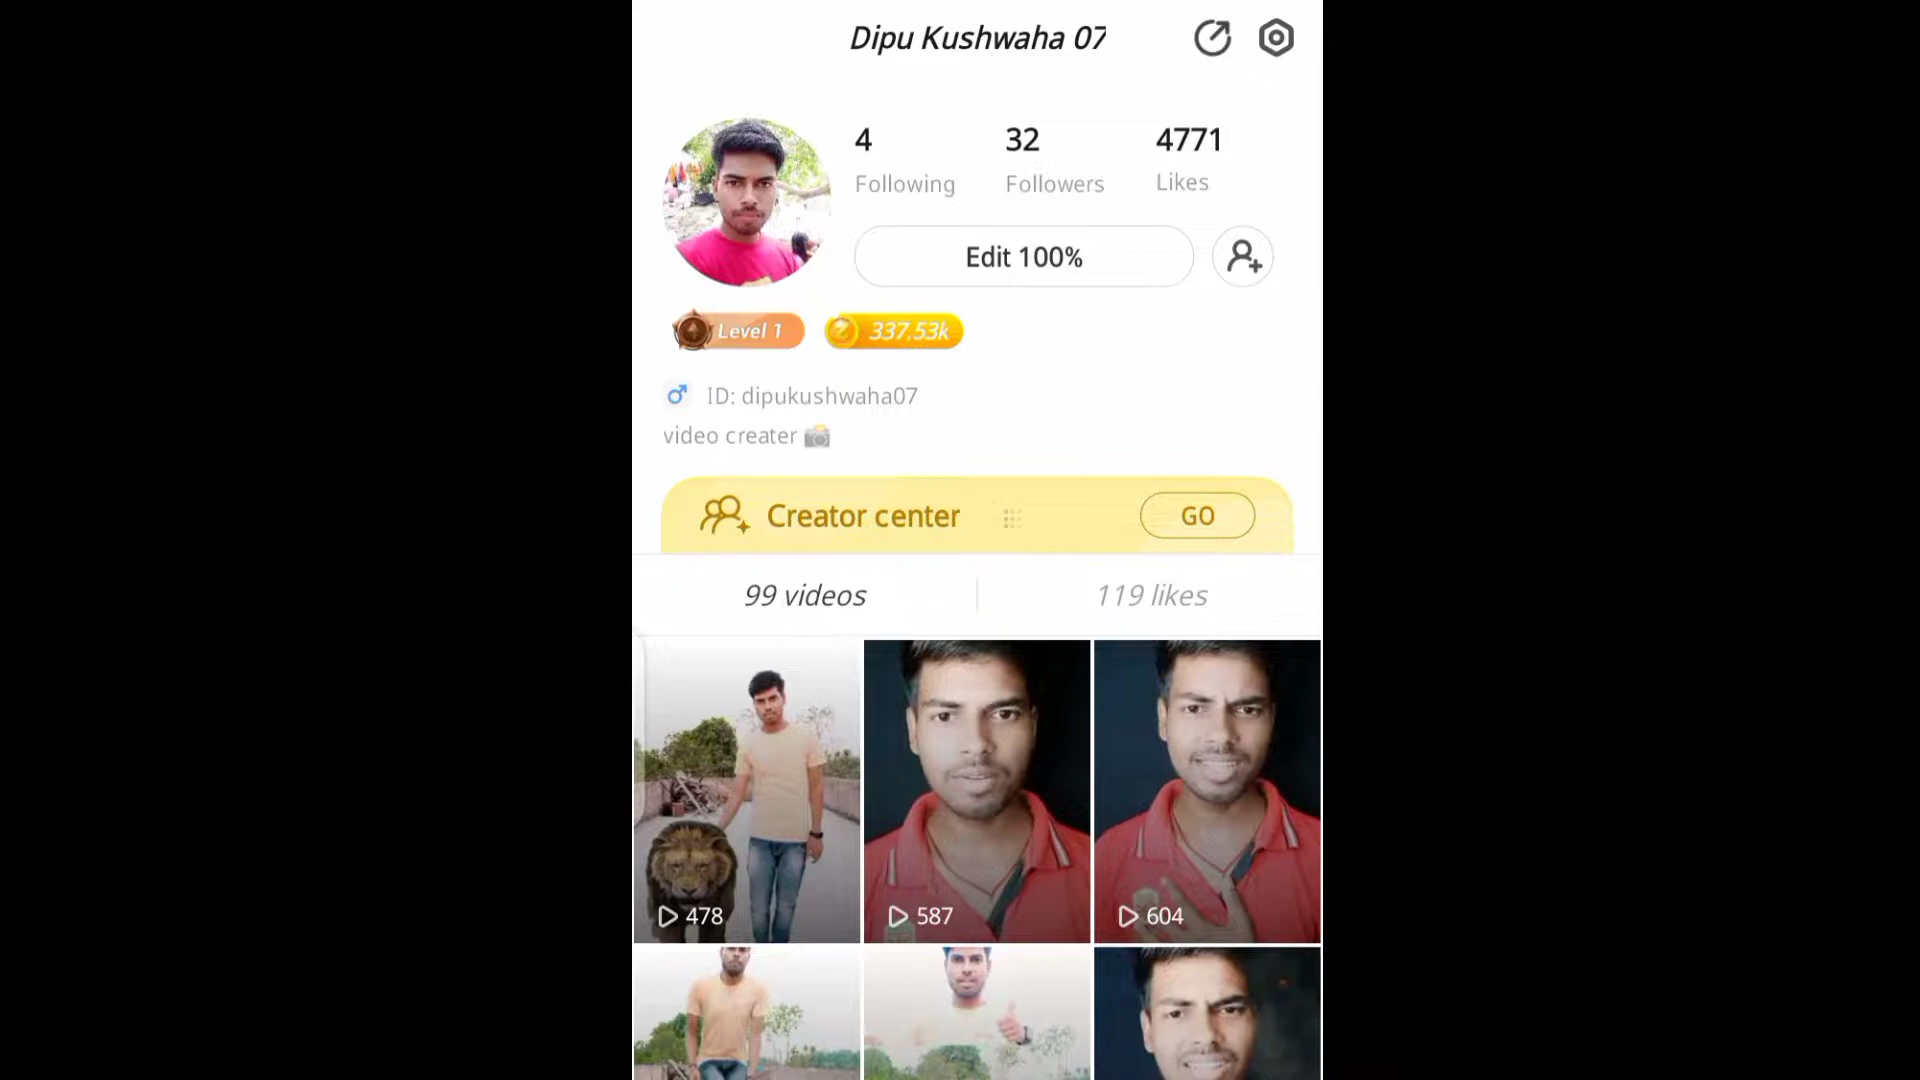 Dipu Kushwaha 07
4 32 4771
Following Followers Likes
Edit 100%
Level 1 337.53k
ID: dipukushwaha07
video creater
Creator center GO
99 videos 119 likes
478 587 604